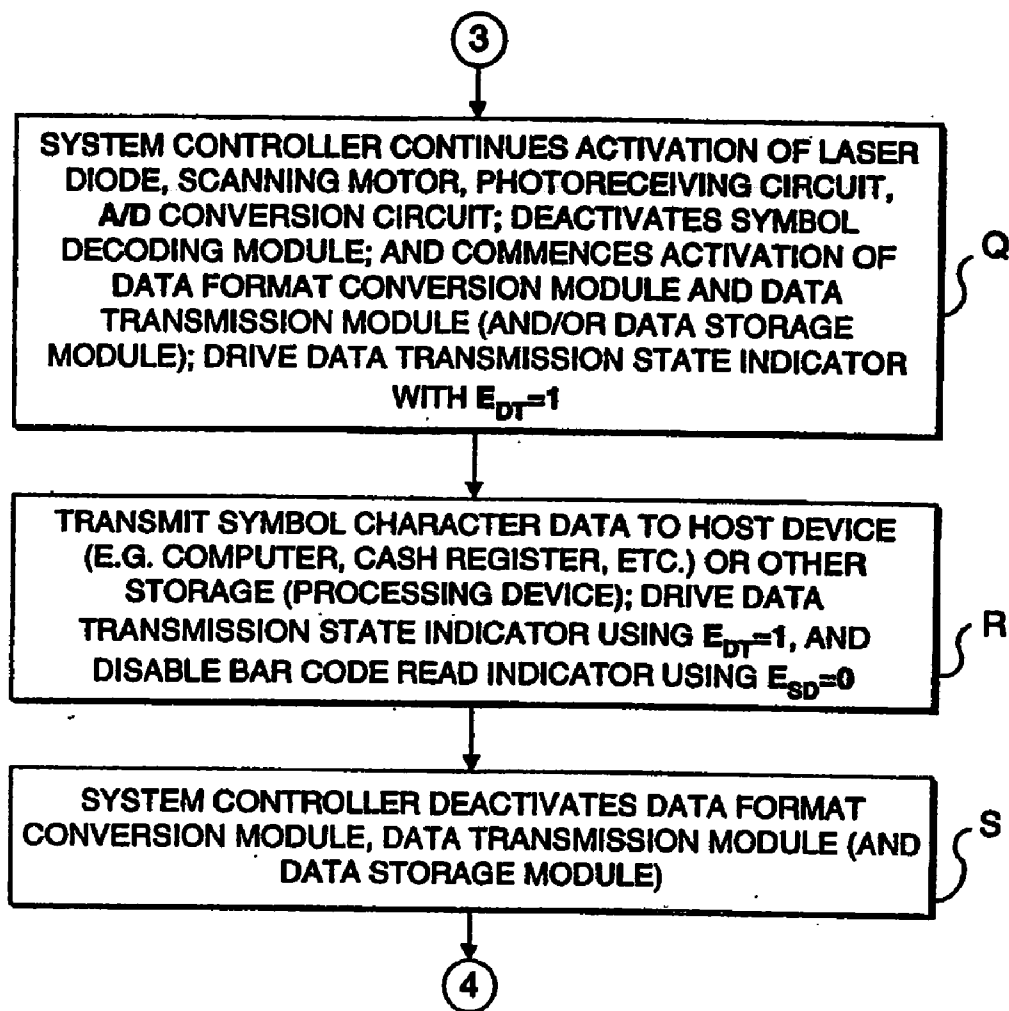 3
SYSTEM CONTROLLER CONTINUES ACTIVATION OF LASER
DIODE, SCANNING MOTOR, PHOTORECEIVING CIRCUIT,
A/D CONVERSION CIRCUIT; DEACTIVATES SYMBOL
DECODING MODULE; AND COMMENCES ACTIVATION OF
DATA FORMAT CONVERSION MODULE AND DATA
TRANSMISSION MODULE (AND/OR DATA STORAGE
MODULE); DRIVE DATA TRANSMISSION STATE INDICATOR
WITH E_DT=1
Q
TRANSMIT SYMBOL CHARACTER DATA TO HOST DEVICE
(E.G. COMPUTER, CASH REGISTER, ETC.) OR OTHER
STORAGE (PROCESSING DEVICE); DRIVE DATA
TRANSMISSION STATE INDICATOR USING E_DT=1, AND
DISABLE BAR CODE READ INDICATOR USING E_SD=0
R
SYSTEM CONTROLLER DEACTIVATES DATA FORMAT
CONVERSION MODULE, DATA TRANSMISSION MODULE (AND
DATA STORAGE MODULE)
S
4